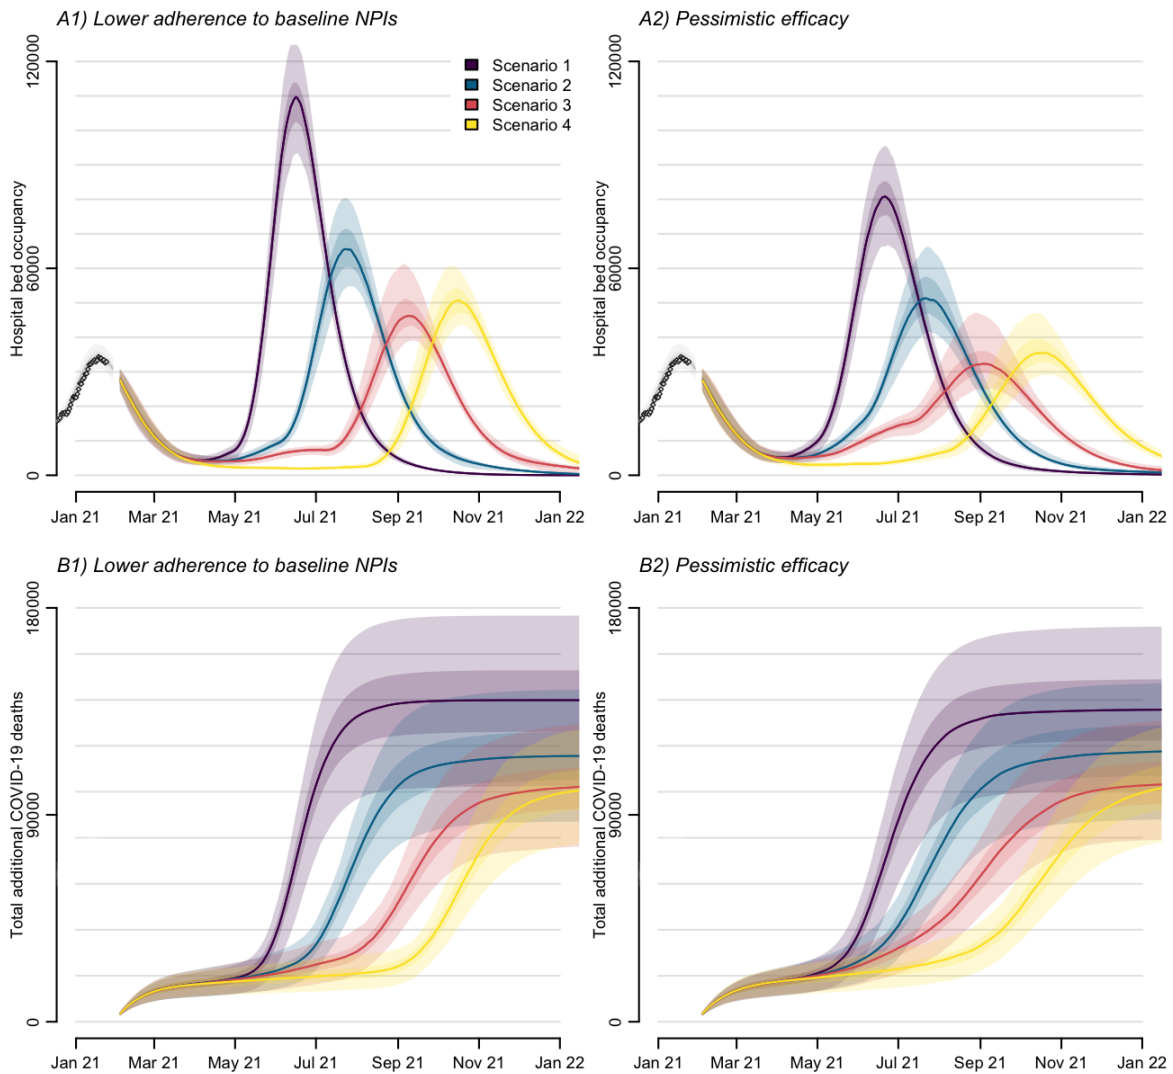 A1) Lower adherence to baseline NPIs
Hospital bed occupancy
120000
60000
0
Scenario 1
Scenario 2
Scenario 3
Scenario 4
Jan 21 Mar 21 May 21 Jul 21 Sep 21 Nov 21 Jan 22
A2) Pessimistic efficacy
Hospital bed occupancy
120000
60000
0
Jan 21 Mar 21 May 21 Jul 21 Sep 21 Nov 21 Jan 22
B1) Lower adherence to baseline NPIs
Total additional COVID-19 deaths
180000
90000
0
Jan 21 Mar 21 May 21 Jul 21 Sep 21 Nov 21 Jan 22
B2) Pessimistic efficacy
Total additional COVID-19 deaths
180000
90000
0
Jan 21 Mar 21 May 21 Jul 21 Sep 21 Nov 21 Jan 22